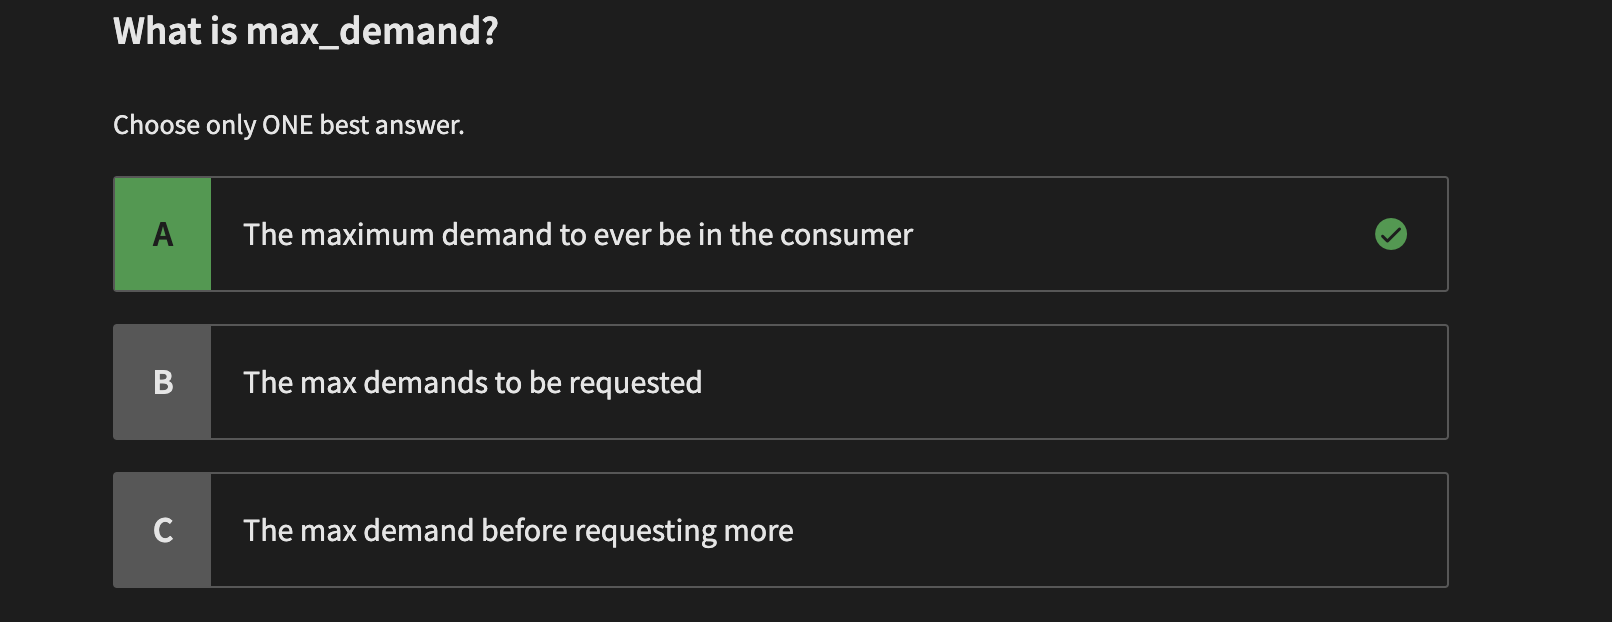 What is max_demand?
Choose only ONE best answer.
A
The maximum demand to ever be in the consumer
B
The max demands to be requested
C
The max demand before requesting more